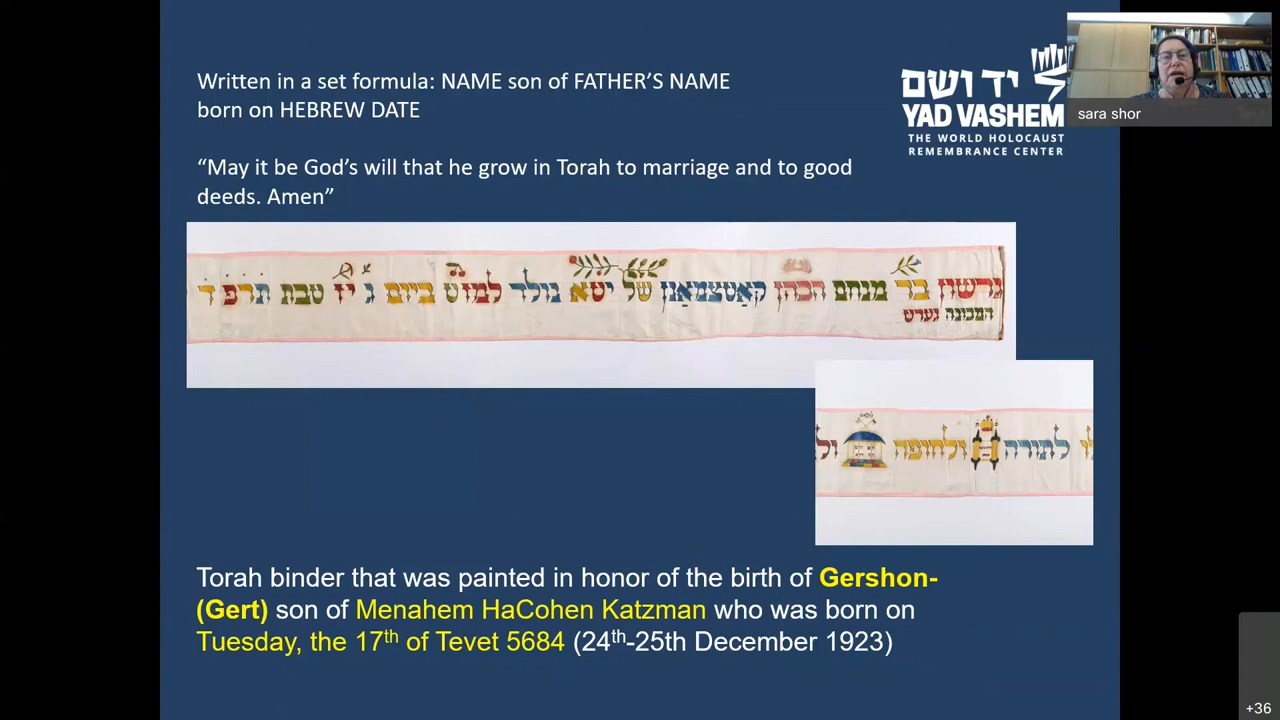 Written in a set formula: NAME son of FATHER’S NAME
born on HEBREW DATE
“May it be God’s will that he grow in Torah to marriage and to good
deeds. Amen”
יד ושם
YAD VASHEM
THE WORLD HOLOCAUST
REMEMBRANCE CENTER
sara shor
גרשון בר מנחם הכהן קאטצמאנן של יטא נולד למז״ט ביום ג י״ז טבת תרפד
המכונה גערט
לתורה ולחופה ול
Torah binder that was painted in honor of the birth of Gershon-
(Gert) son of Menahem HaCohen Katzman who was born on
Tuesday, the 17th of Tevet 5684 (24th-25th December 1923)
+36